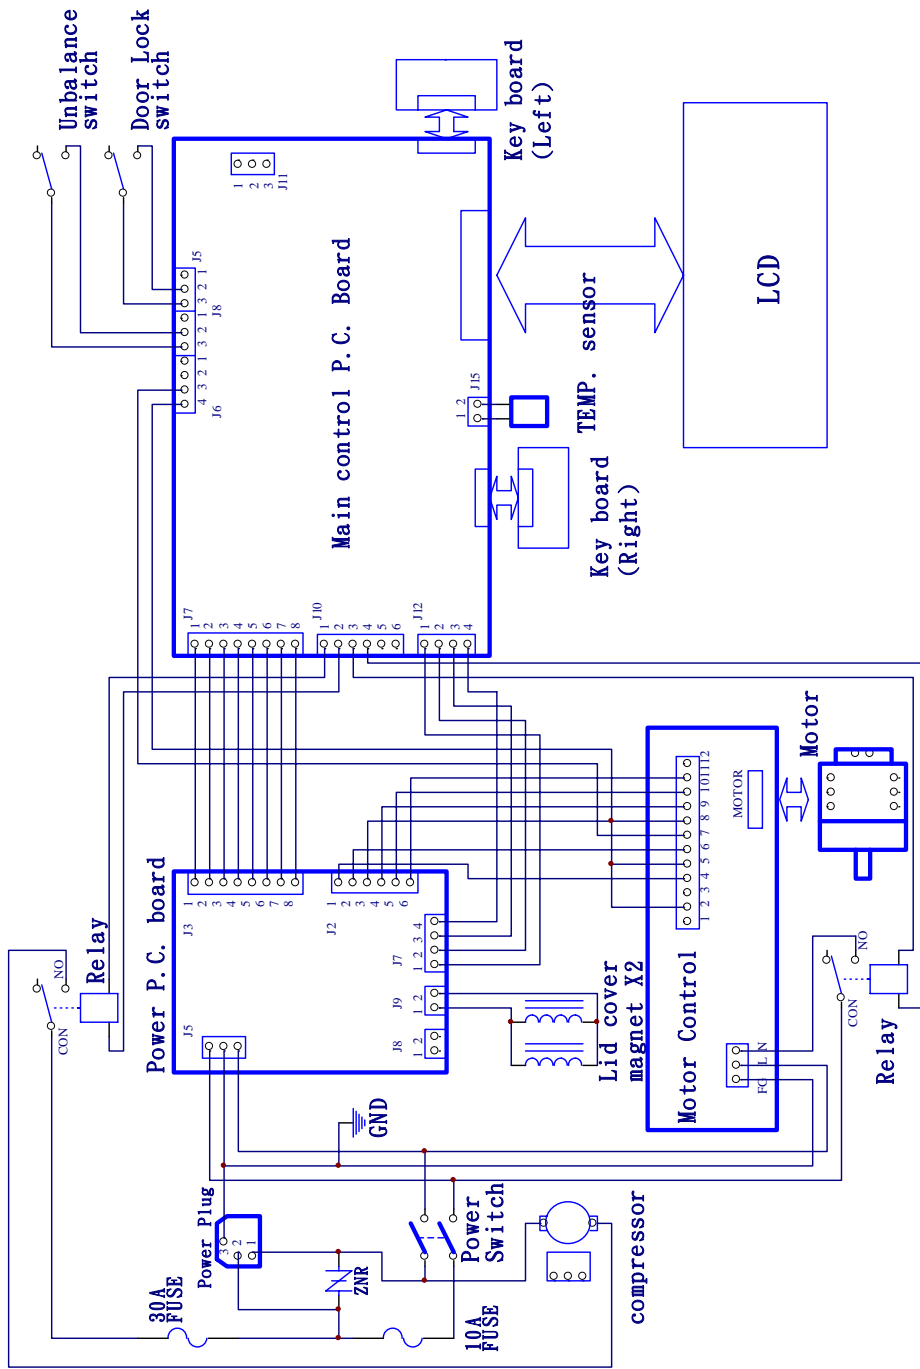 Unbalance
switch
Door Lock
switch
Key board
(Left)
1
2
3
J11
J5
1
2
3
J8
1
2
3
1
2
3
4
J6
Main control P.C. Board
LCD
TEMP. sensor
J15
1 2
Key board
(Right)
J7
1
2
3
4
5
6
7
8
J10
1
2
3
4
5
6
J12
1
2
3
4
Motor
MOTOR
1 2 3 4 5 6 7 8 9 10 11 12
Motor Control
FG L N
Power P.C. board
J3
1
2
3
4
5
6
7
8
J2
1
2
3
4
5
6
J7
1 2 3 4
J9
1 2
J8
1 2
J5
Relay
NO
CON
Lid cover
magnet X2
Relay
NO
CON
GND
Power Plug
3
2
1
Power
Switch
ZNR
30A
FUSE
10A
FUSE
compressor